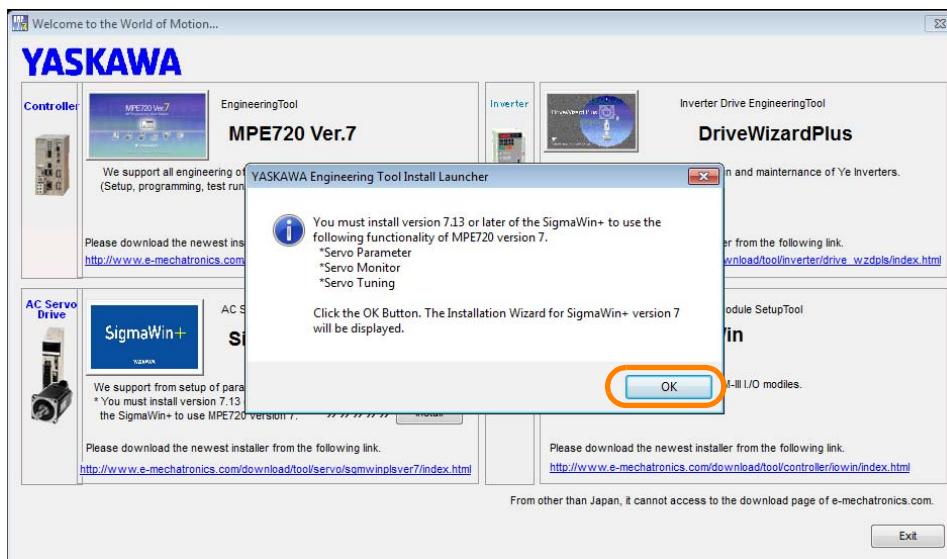 Welcome to the World of Motion...
YASKAWA
Controller
MPE720 Ver.7
EngineeringTool
MPE720 Ver.7
We support all engineering of
(Setup, programming, test run
Please download the newest ins
http://www.e-mechatronics.com
Inverter
DriveWizard Plus
Inverter Drive EngineeringTool
DriveWizardPlus
n and mainternance of Ye Inverters.
er from the following link.
wnload/tool/inverter/drive_wzdpls/index.html
YASKAWA Engineering Tool Install Launcher
You must install version 7.13 or later of the SigmaWin+ to use the
following functionality of MPE720 version 7.
*Servo Parameter
*Servo Monitor
*Servo Tuning
Click the OK Button. The Installation Wizard for SigmaWin+ version 7
will be displayed.
OK
AC Servo
Drive
SigmaWin+
YASKAWA
AC S
Si
We support from setup of para
* You must install version 7.13
the SigmaWin+ to use MPE720 version 7.
Install
Please download the newest installer from the following link.
http://www.e-mechatronics.com/download/tool/servo/sgmwinplsver7/index.html
odule SetupTool
in
M-III I/O modiles.
Please download the newest installer from the following link.
http://www.e-mechatronics.com/download/tool/controller/iowin/index.html
From other than Japan, it cannot access to the download page of e-mechatronics.com.
Exit